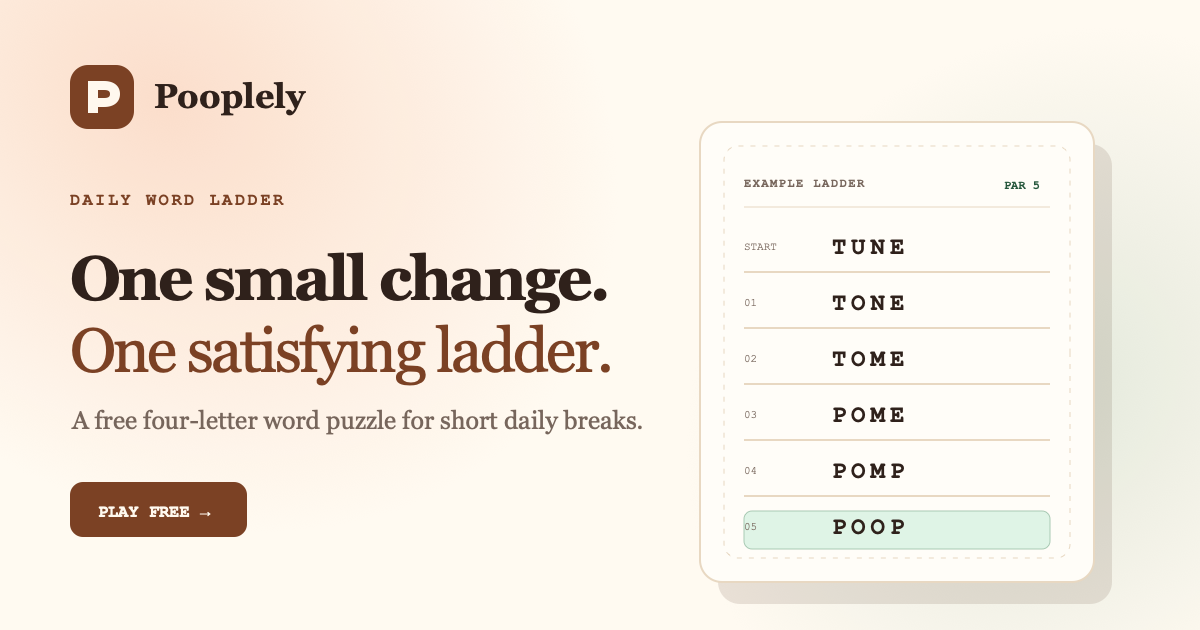 P
Pooplely
DAILY WORD LADDER
One small change.
One satisfying ladder.
A free four-letter word puzzle for short daily breaks.
PLAY FREE →
EXAMPLE LADDER PAR 5
START TUNE
01 TONE
02 TOME
03 POME
04 POMP
05 POOP